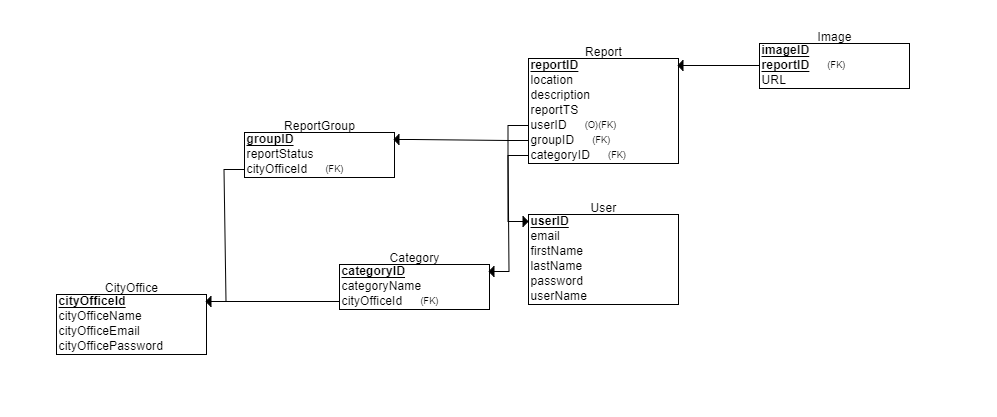 Image
imageID
reportID (FK)
URL
Report
reportID
location
description
reportTS
userID (O)(FK)
groupID (FK)
categoryID (FK)
ReportGroup
groupID
reportStatus
cityOfficeId (FK)
User
userID
email
firstName
lastName
password
userName
Category
categoryID
categoryName
cityOfficeId (FK)
CityOffice
cityOfficeId
cityOfficeName
cityOfficeEmail
cityOfficePassword